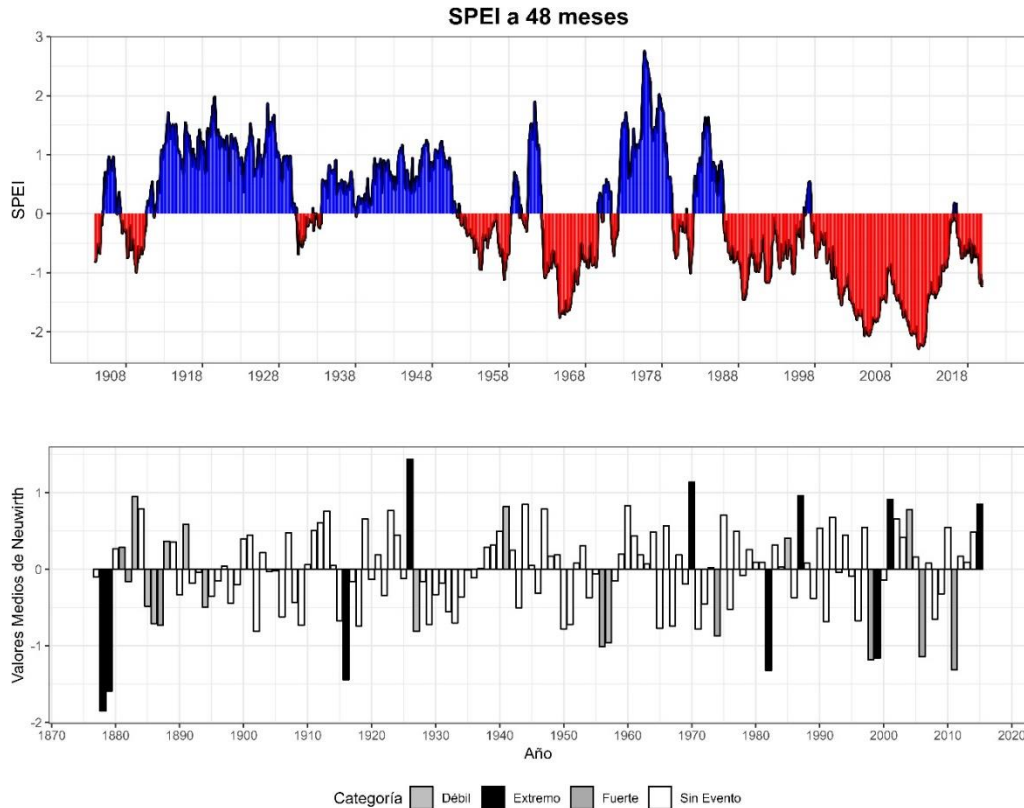 SPEI a 48 meses
SPEI
3
2
1
0
-1
-2
1908 1918 1928 1938 1948 1958 1968 1978 1988 1998 2008 2018
Valores Medios de Neuwirth
1
0
-1
-2
1870 1880 1890 1900 1910 1920 1930 1940 1950 1960 1970 1980 1990 2000 2010 2020
Año
Categoría Débil Extremo Fuerte Sin Evento